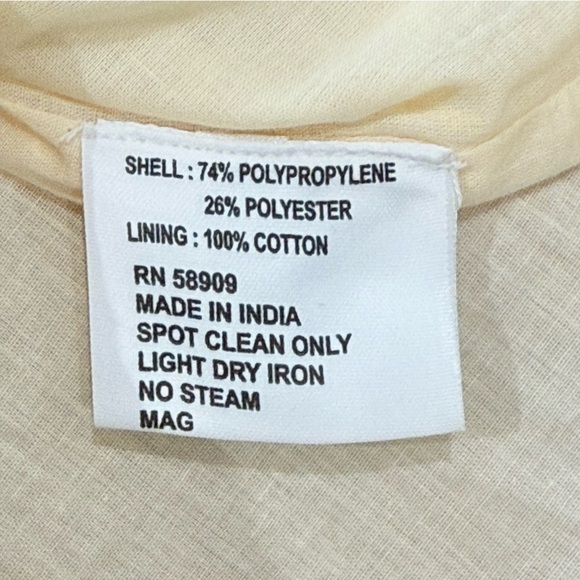 SHELL : 74% POLYPROPYLENE
26% POLYESTER
LINING : 100% COTTON
RN 58909
MADE IN INDIA
SPOT CLEAN ONLY
LIGHT DRY IRON
NO STEAM
MAG